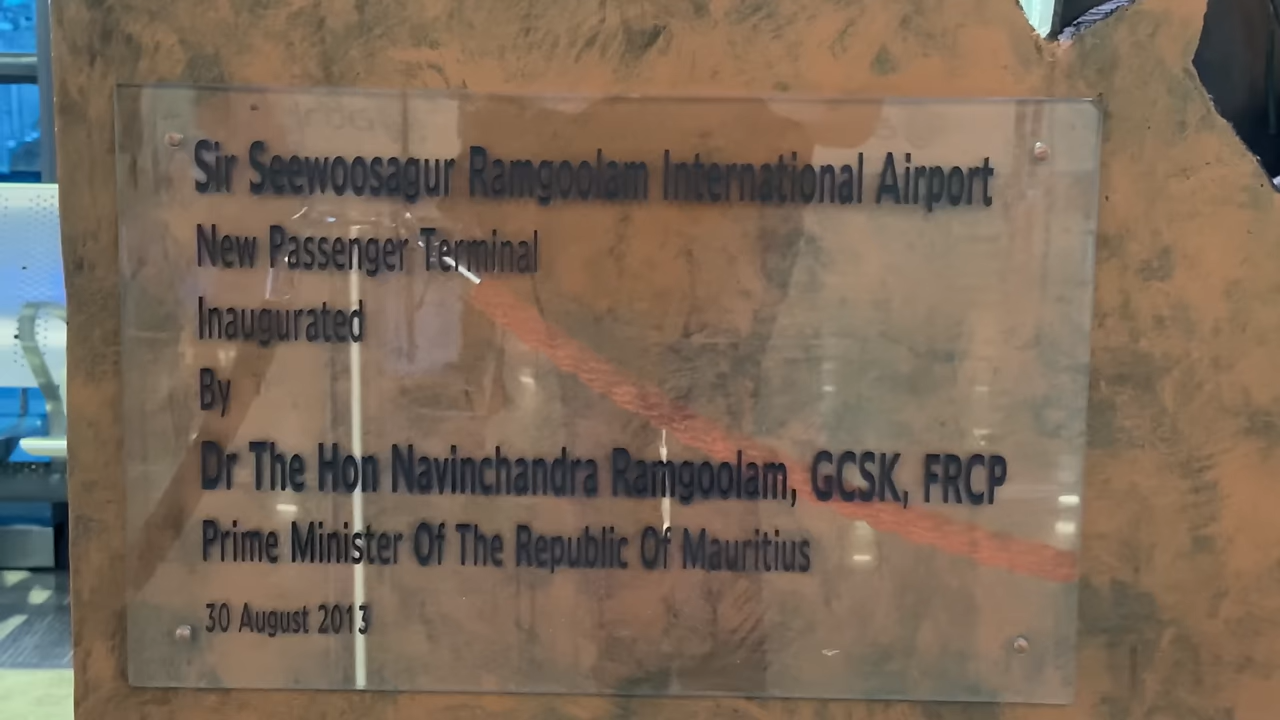 Sir Seewoosagur Ramgoolam International Airport
New Passenger Terminal
Inaugurated
By
Dr The Hon Navinchandra Ramgoolam, GCSK, FRCP
Prime Minister Of The Republic Of Mauritius
30 August 2013